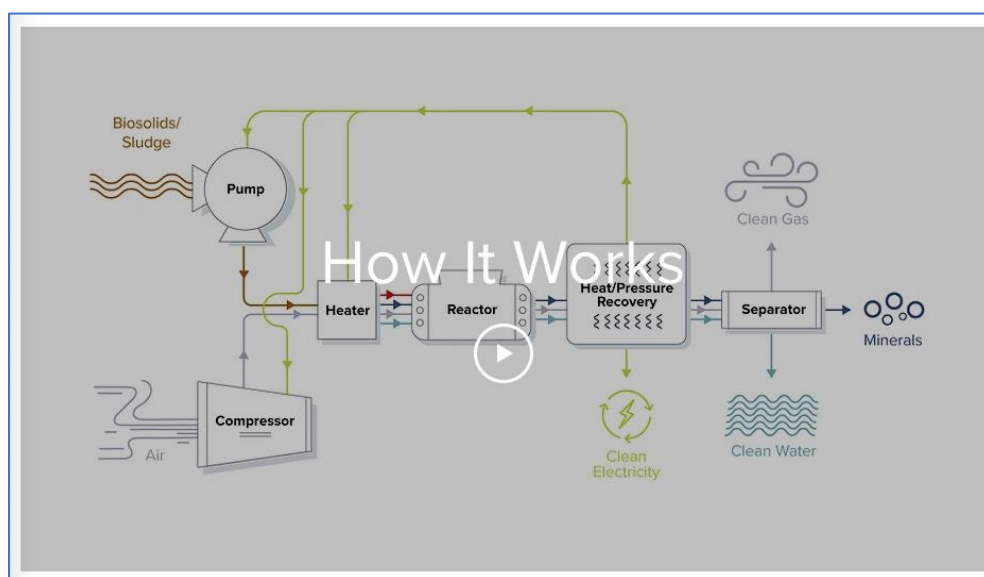 Biosolids/
Sludge
Pump
Clean Gas
How It Works
Heat/Pressure
Recovery
Heater
Reactor
Separator
Minerals
Compressor
Air
Clean
Electricity
Clean Water